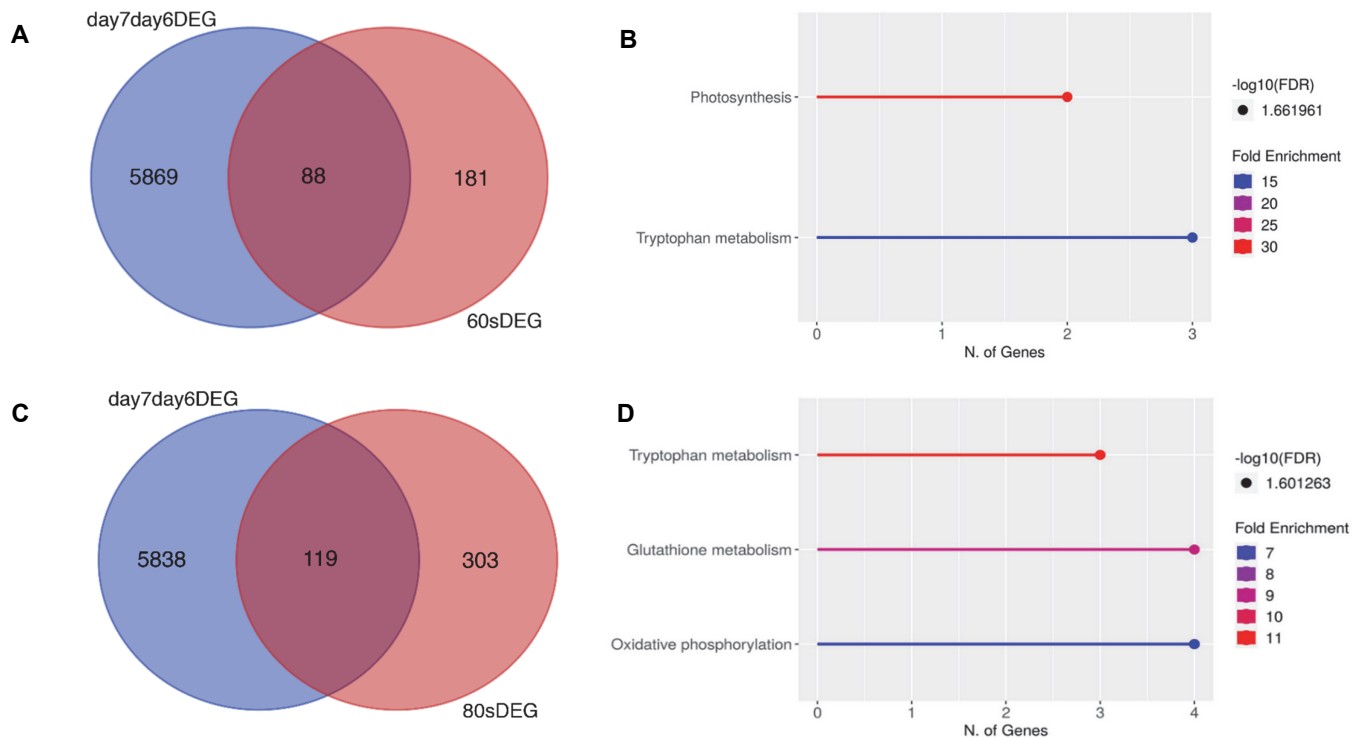 A
day7day6DEG
5869
88
181
60sDEG
B
Photosynthesis
Tryptophan metabolism
0
1
2
3
N. of Genes
-log10(FDR)
1.661961
Fold Enrichment
15
20
25
30
C
day7day6DEG
5838
119
303
80sDEG
D
Tryptophan metabolism
Glutathione metabolism
Oxidative phosphorylation
0
1
2
3
4
N. of Genes
-log10(FDR)
1.601263
Fold Enrichment
7
8
9
10
11